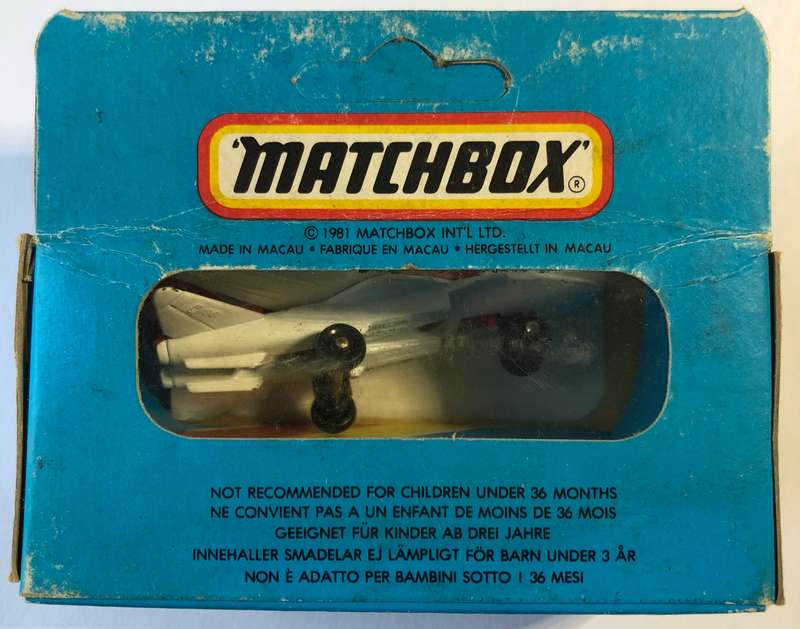 'MATCHBOX'®
© 1981 MATCHBOX INT'L LTD.
MADE IN MACAU • FABRIQUE EN MACAU • HERGESTELLT IN MACAU
NOT RECOMMENDED FOR CHILDREN UNDER 36 MONTHS
NE CONVIENT PAS A UN ENFANT DE MOINS DE 36 MOIS
GEEIGNET FÜR KINDER AB DREI JAHRE
INNEHALLER SMADELAR EJ LÄMPLIGT FÖR BARN UNDER 3 ÅR
NON È ADATTO PER BAMBINI SOTTO I 36 MESI